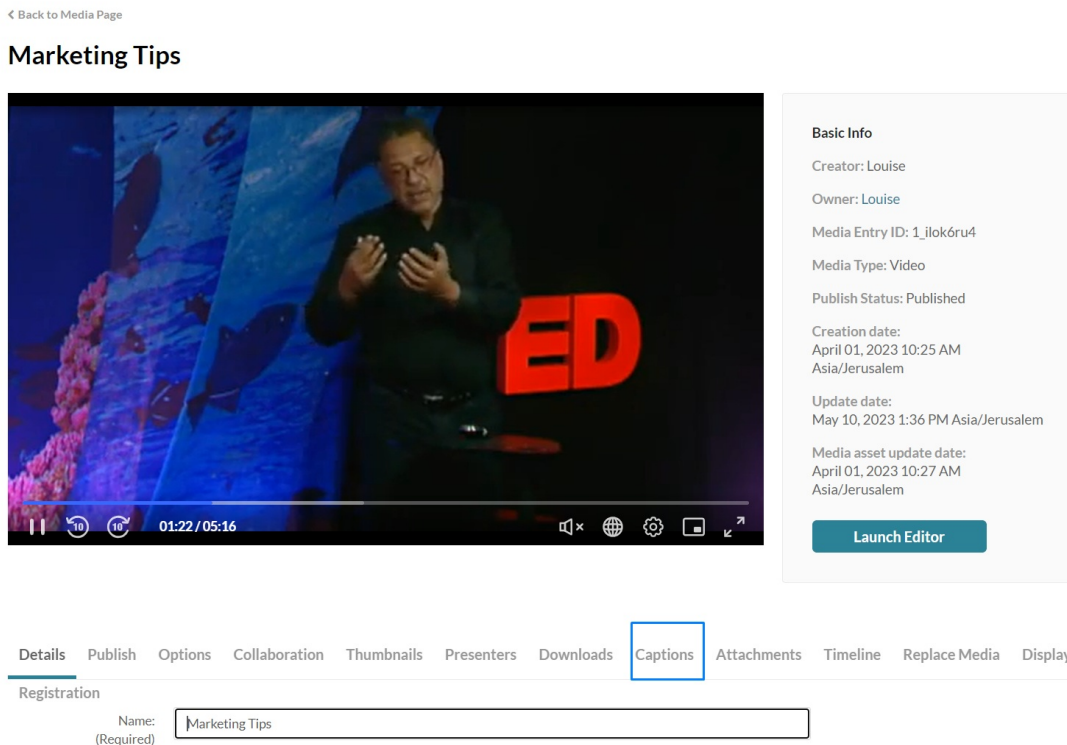 Back to Media Page
Marketing Tips
ED
10 10 01:22 / 05:16
Basic Info
Creator: Louise
Owner: Louise
Media Entry ID: 1_ilok6ru4
Media Type: Video
Publish Status: Published
Creation date:
April 01, 2023 10:25 AM
Asia/Jerusalem
Update date:
May 10, 2023 1:36 PM Asia/Jerusalem
Media asset update date:
April 01, 2023 10:27 AM
Asia/Jerusalem
Launch Editor
Details Publish Options Collaboration Thumbnails Presenters Downloads Captions Attachments Timeline Replace Media Display
Registration
Name: Marketing Tips
(Required)